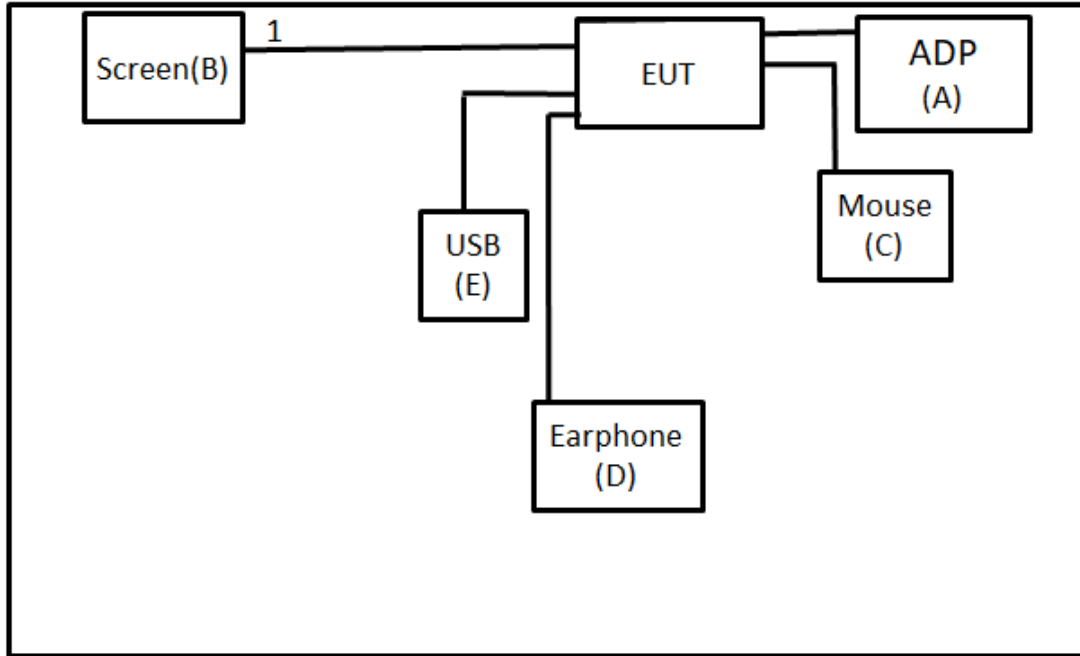 1
Screen(B)
EUT
ADP
(A)
Mouse
(C)
USB
(E)
Earphone
(D)